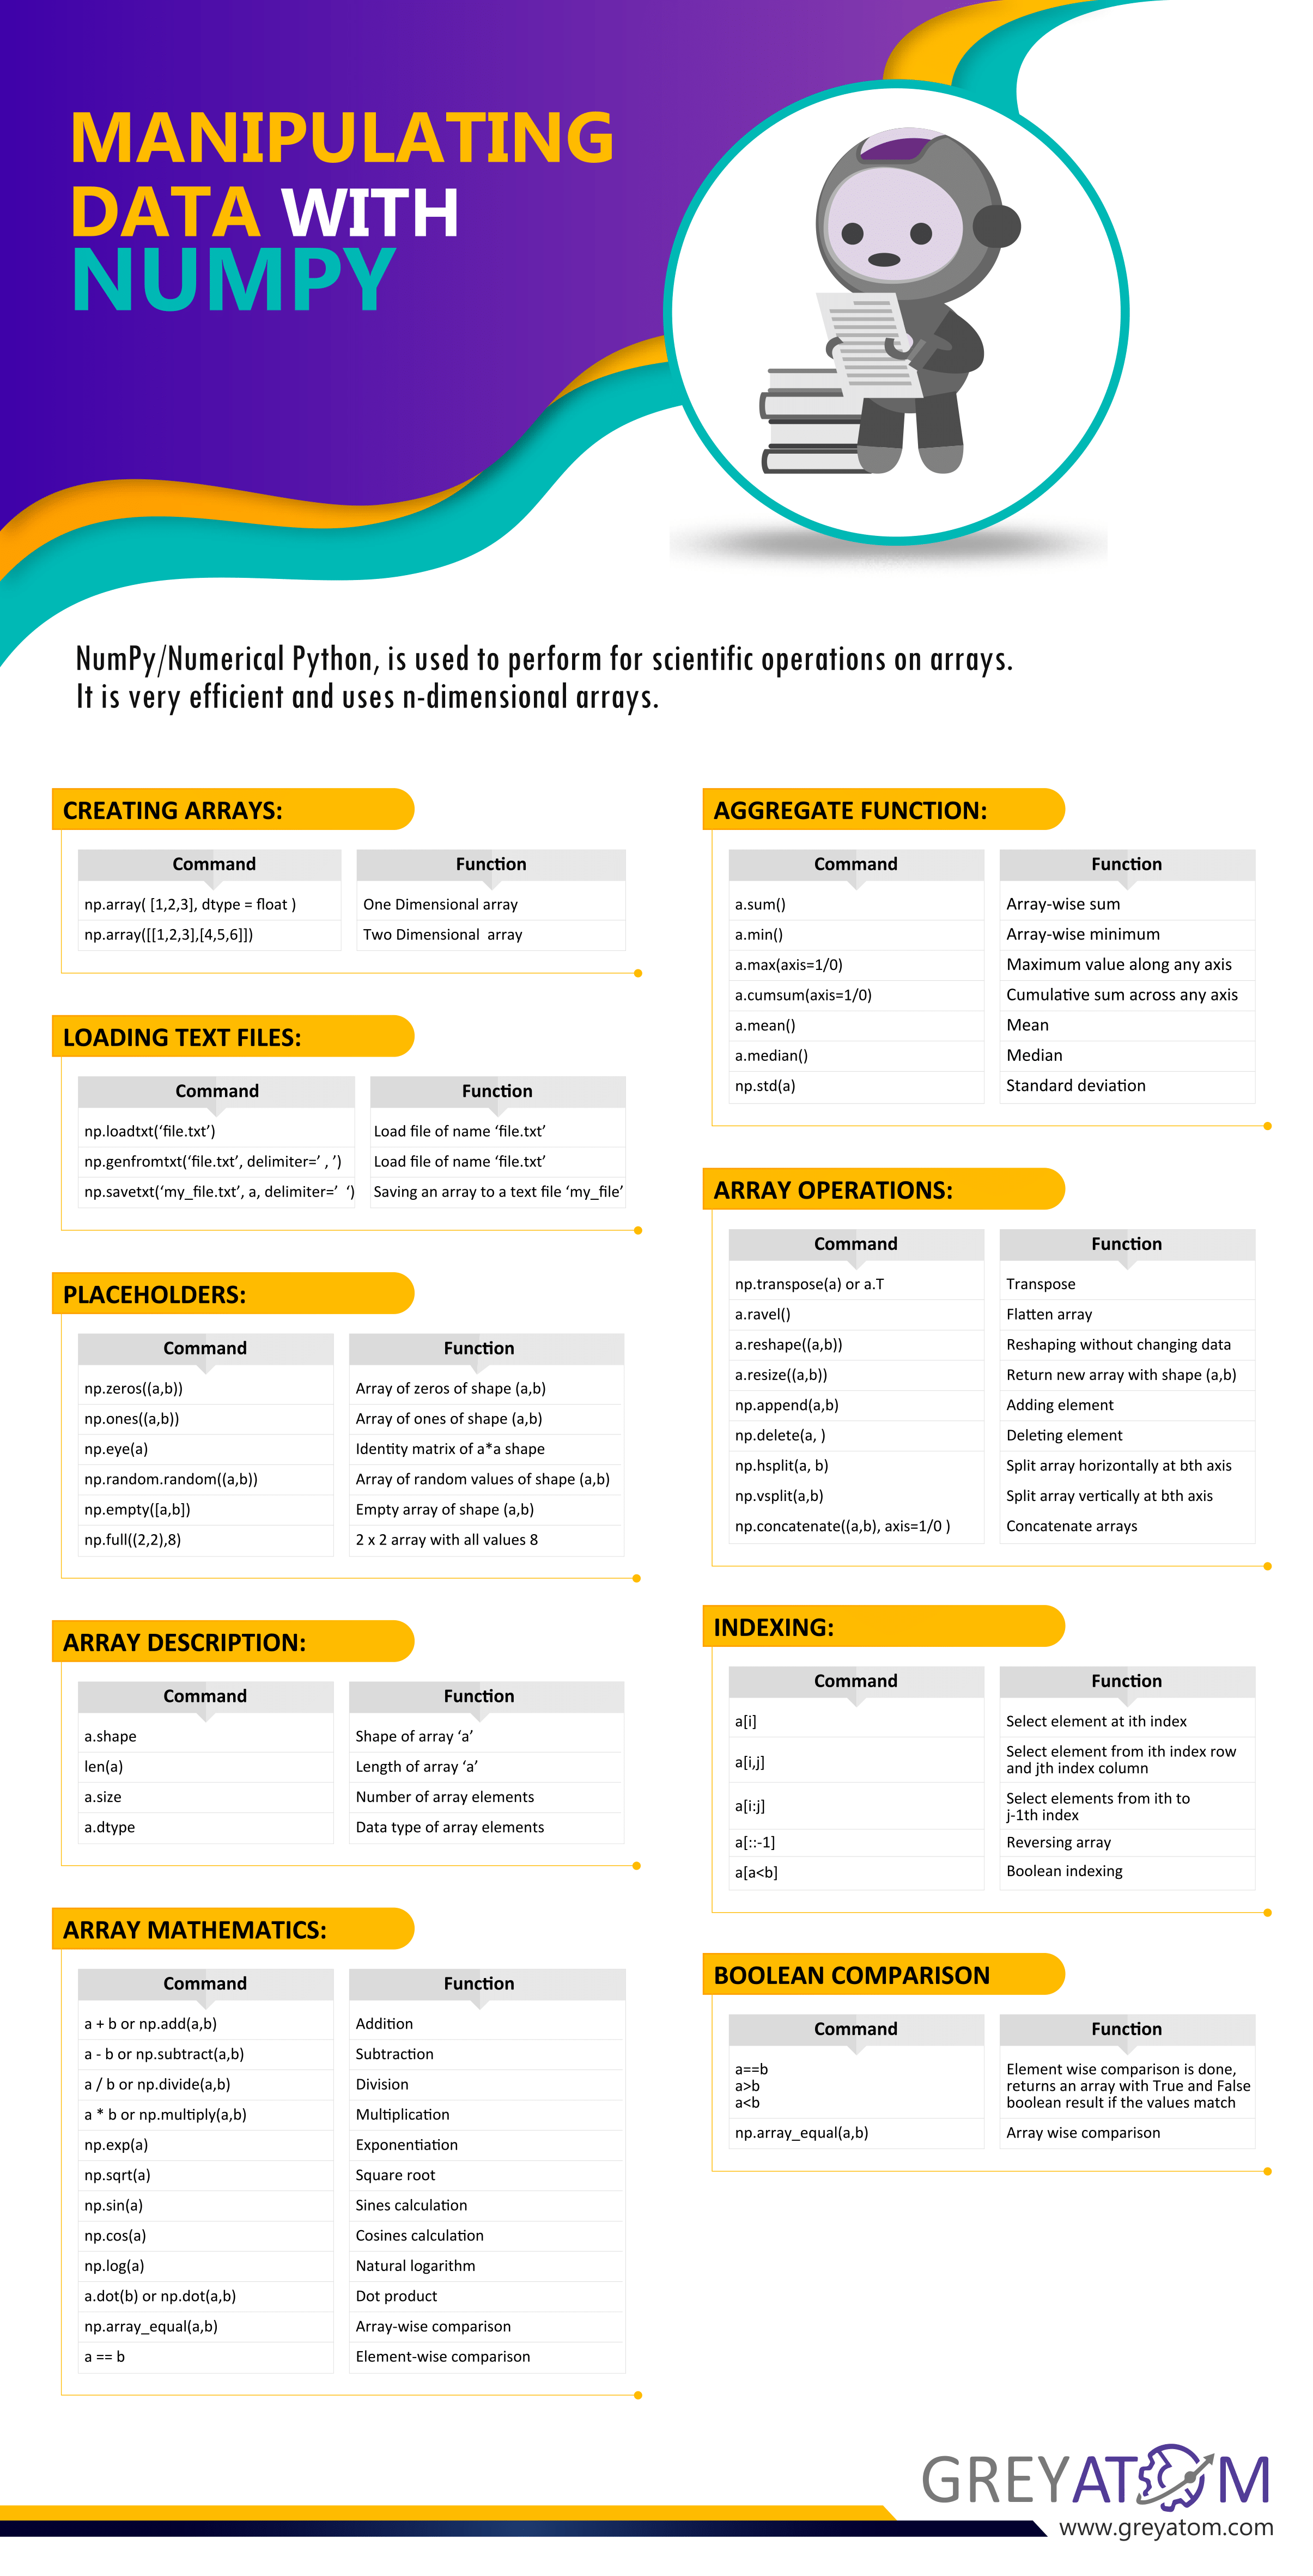 MANIPULATING
DATA WITH
NUMPY
NumPy/Numerical Python, is used to perform for scientific operations on arrays.
It is very efficient and uses n-dimensional arrays.
CREATING ARRAYS:
Command Function
np.array( [1,2,3], dtype = float ) One Dimensional array
np.array([[1,2,3],[4,5,6]]) Two Dimensional array
LOADING TEXT FILES:
Command Function
np.loadtxt(‘file.txt’) Load file of name ‘file.txt’
np.genfromtxt(‘file.txt’, delimiter=’ , ’) Load file of name ‘file.txt’
np.savetxt(‘my_file.txt’, a, delimiter=’ ‘) Saving an array to a text file ‘my_file’
PLACEHOLDERS:
Command Function
np.zeros((a,b)) Array of zeros of shape (a,b)
np.ones((a,b)) Array of ones of shape (a,b)
np.eye(a) Identity matrix of a*a shape
np.random.random((a,b)) Array of random values of shape (a,b)
np.empty([a,b]) Empty array of shape (a,b)
np.full((2,2),8) 2 x 2 array with all values 8
ARRAY DESCRIPTION:
Command Function
a.shape Shape of array ‘a’
len(a) Length of array ‘a’
a.size Number of array elements
a.dtype Data type of array elements
ARRAY MATHEMATICS:
Command Function
a + b or np.add(a,b) Addition
a - b or np.subtract(a,b) Subtraction
a / b or np.divide(a,b) Division
a * b or np.multiply(a,b) Multiplication
np.exp(a) Exponentiation
np.sqrt(a) Square root
np.sin(a) Sines calculation
np.cos(a) Cosines calculation
np.log(a) Natural logarithm
a.dot(b) or np.dot(a,b) Dot product
np.array_equal(a,b) Array-wise comparison
a == b Element-wise comparison
AGGREGATE FUNCTION:
Command Function
a.sum() Array-wise sum
a.min() Array-wise minimum
a.max(axis=1/0) Maximum value along any axis
a.cumsum(axis=1/0) Cumulative sum across any axis
a.mean() Mean
a.median() Median
np.std(a) Standard deviation
ARRAY OPERATIONS:
Command Function
np.transpose(a) or a.T Transpose
a.ravel() Flatten array
a.reshape((a,b)) Reshaping without changing data
a.resize((a,b)) Return new array with shape (a,b)
np.append(a,b) Adding element
np.delete(a, ) Deleting element
np.hsplit(a, b) Split array horizontally at bth axis
np.vsplit(a,b) Split array vertically at bth axis
np.concatenate((a,b), axis=1/0 ) Concatenate arrays
INDEXING:
Command Function
a[i] Select element at ith index
a[i,j] Select element from ith index row
and jth index column
a[i:j] Select elements from ith to
j-1th index
a[::-1] Reversing array
a[a<b] Boolean indexing
BOOLEAN COMPARISON
Command Function
a==b Element wise comparison is done,
a>b returns an array with True and False
a<b boolean result if the values match
np.array_equal(a,b) Array wise comparison
GREYATOM
www.greyatom.com